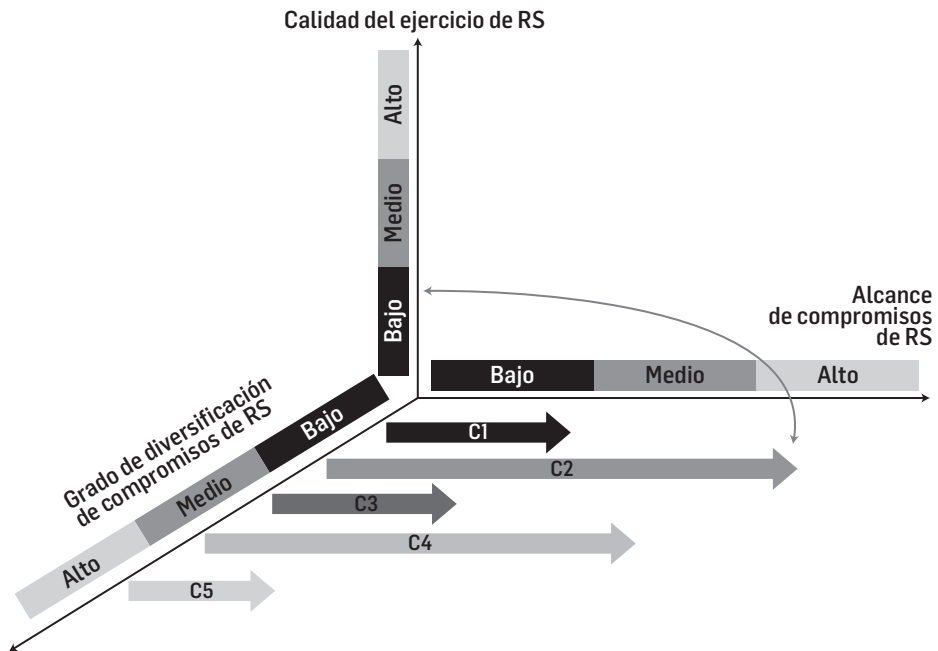 Calidad del ejercicio de RS
Alto
Medio
Bajo
Alcance
de compromisos
de RS
Bajo
Medio
Alto
Grado de diversificación
de compromisos de RS
Bajo
Medio
Alto
C1
C2
C3
C4
C5